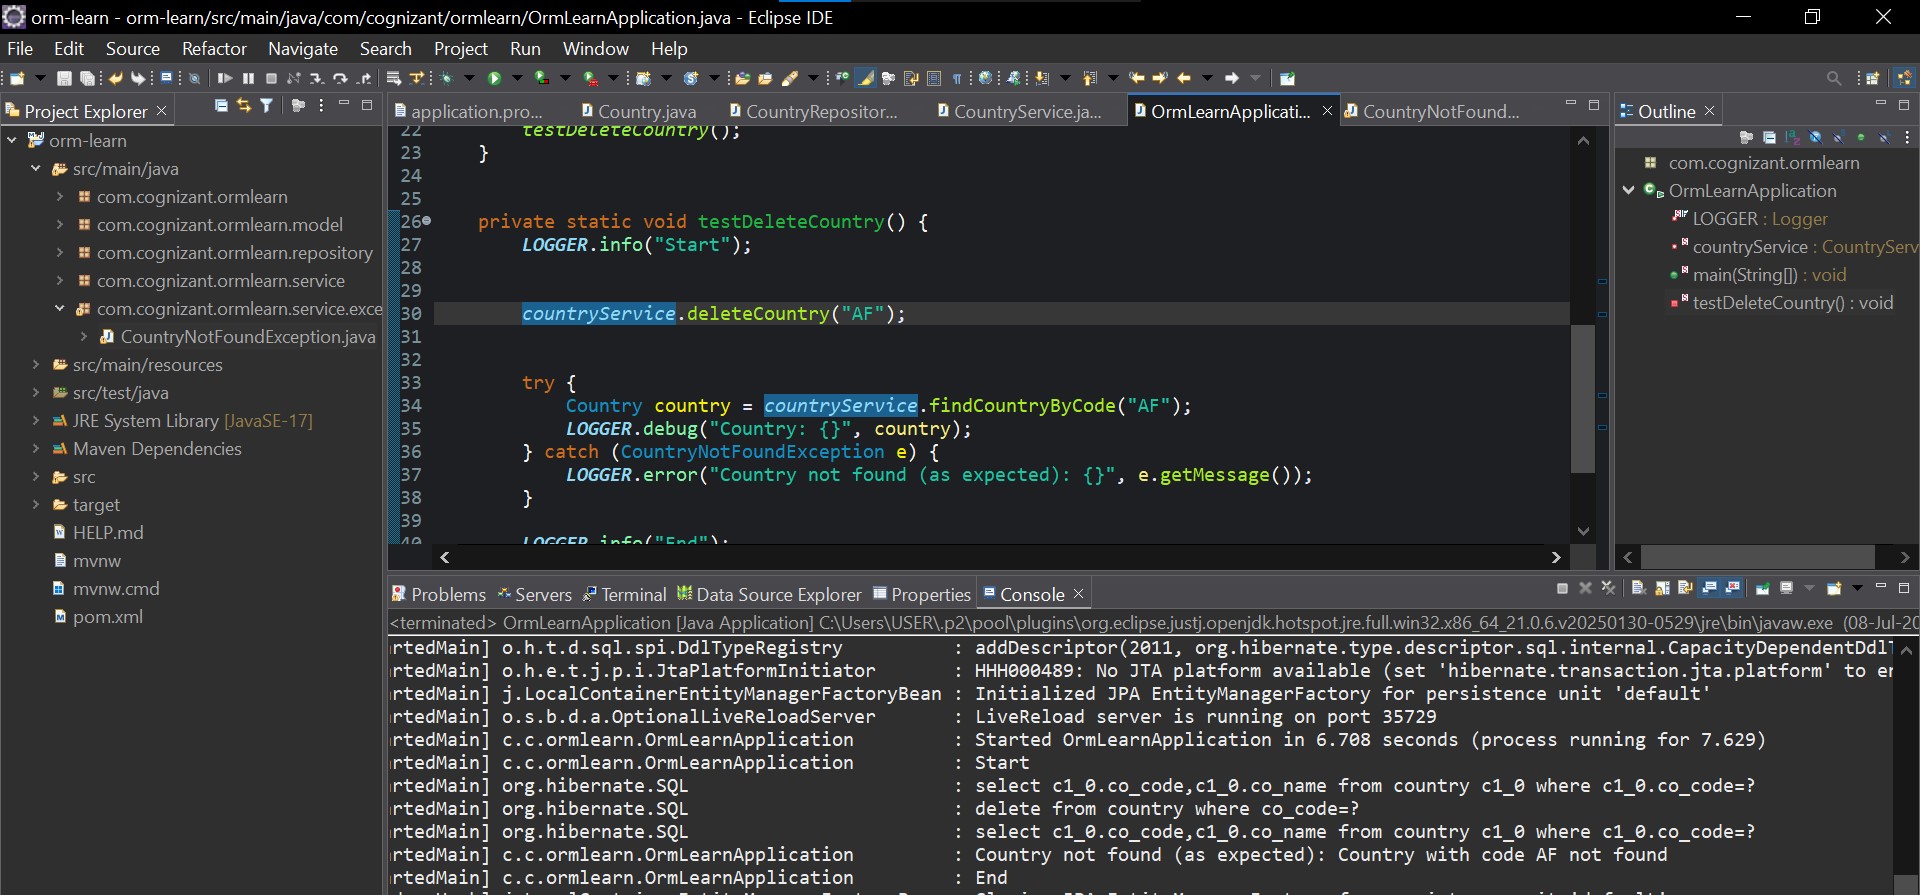 orm-learn - orm-learn/src/main/java/com/cognizant/ormlearn/OrmLearnApplication.java - Eclipse IDE
File Edit Source Refactor Navigate Search Project Run Window Help
Project Explorer
orm-learn
src/main/java
com.cognizant.ormlearn
com.cognizant.ormlearn.model
com.cognizant.ormlearn.repository
com.cognizant.ormlearn.service
com.cognizant.ormlearn.service.exce
CountryNotFoundException.java
src/main/resources
src/test/java
JRE System Library [JavaSE-17]
Maven Dependencies
src
target
HELP.md
mvnw
mvnw.cmd
pom.xml
application.pro... Country.java CountryRepositor... CountryService.ja... OrmLearnApplicati... CountryNotFound...
22 testDeleteCountry();
23 }
24
25
26 private static void testDeleteCountry() {
27 LOGGER.info("Start");
28
29
30 countryService.deleteCountry("AF");
31
32
33 try {
34 Country country = countryService.findCountryByCode("AF");
35 LOGGER.debug("Country: {}", country);
36 } catch (CountryNotFoundException e) {
37 LOGGER.error("Country not found (as expected): {}", e.getMessage());
38 }
39
40 LOGGER.info("End");
Outline
com.cognizant.ormlearn
OrmLearnApplication
LOGGER : Logger
countryService : CountryServ
main(String[]) : void
testDeleteCountry() : void
Problems Servers Terminal Data Source Explorer Properties Console
<terminated> OrmLearnApplication [Java Application] C:\Users\USER\.p2\pool\plugins\org.eclipse.justj.openjdk.hotspot.jre.full.win32.x86_64_21.0.6.v20250130-0529\jre\bin\javaw.exe (08-Jul-20
rtedMain] o.h.t.d.sql.spi.DdlTypeRegistry : addDescriptor(2011, org.hibernate.type.descriptor.sql.internal.CapacityDependentDdlT
rtedMain] o.h.e.t.j.p.i.JtaPlatformInitiator : HHH000489: No JTA platform available (set 'hibernate.transaction.jta.platform' to en
rtedMain] j.LocalContainerEntityManagerFactoryBean : Initialized JPA EntityManagerFactory for persistence unit 'default'
rtedMain] o.s.b.d.a.OptionalLiveReloadServer : LiveReload server is running on port 35729
rtedMain] c.c.ormlearn.OrmLearnApplication : Started OrmLearnApplication in 6.708 seconds (process running for 7.629)
rtedMain] c.c.ormlearn.OrmLearnApplication : Start
rtedMain] org.hibernate.SQL : select c1_0.co_code,c1_0.co_name from country c1_0 where c1_0.co_code=?
rtedMain] org.hibernate.SQL : delete from country where co_code=?
rtedMain] org.hibernate.SQL : select c1_0.co_code,c1_0.co_name from country c1_0 where c1_0.co_code=?
rtedMain] c.c.ormlearn.OrmLearnApplication : Country not found (as expected): Country with code AF not found
rtedMain] c.c.ormlearn.OrmLearnApplication : End